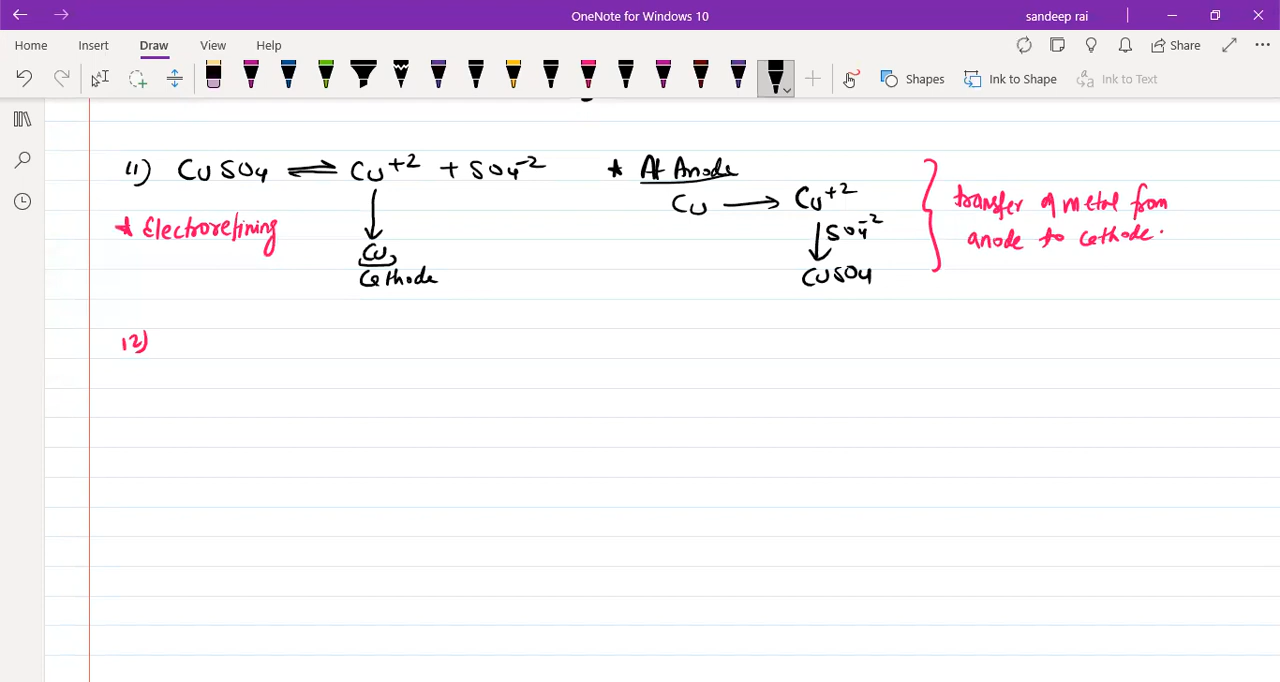 OneNote for Windows 10
sandeep rai
Home Insert Draw View Help
Share
Shapes Ink to Shape Ink to Text
11) CuSO4 ⇌ Cu+2 + SO4-2
★ Electrorefining
Cu,
Cathode
★ At Anode
Cu → Cu+2
↓ SO4-2
CuSO4
transfer of metal from
anode to cathode.
12)